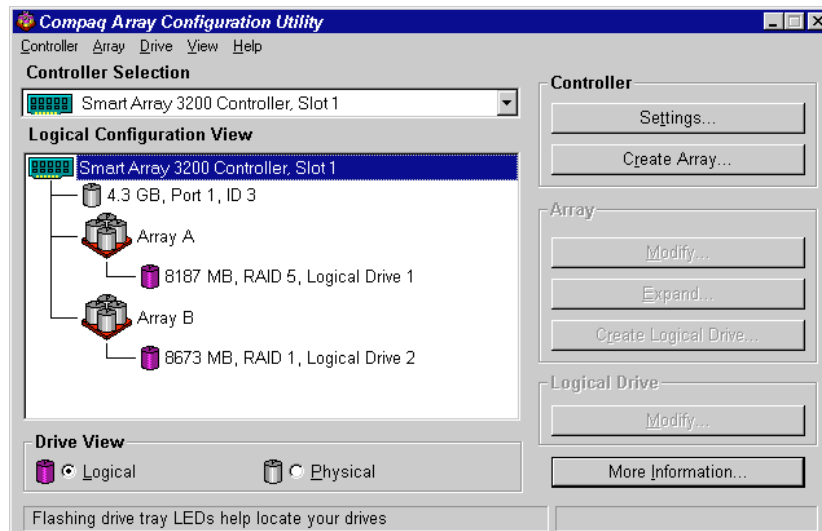 Compaq Array Configuration Utility
Controller Array Drive View Help
Controller Selection
Smart Array 3200 Controller, Slot 1
Logical Configuration View
Smart Array 3200 Controller, Slot 1
4.3 GB, Port 1, ID 3
Array A
8187 MB, RAID 5, Logical Drive 1
Array B
8673 MB, RAID 1, Logical Drive 2
Drive View
Logical
Physical
Controller
Settings...
Create Array...
Array
Modify...
Expand...
Create Logical Drive...
Logical Drive
Modify...
More Information...
Flashing drive tray LEDs help locate your drives